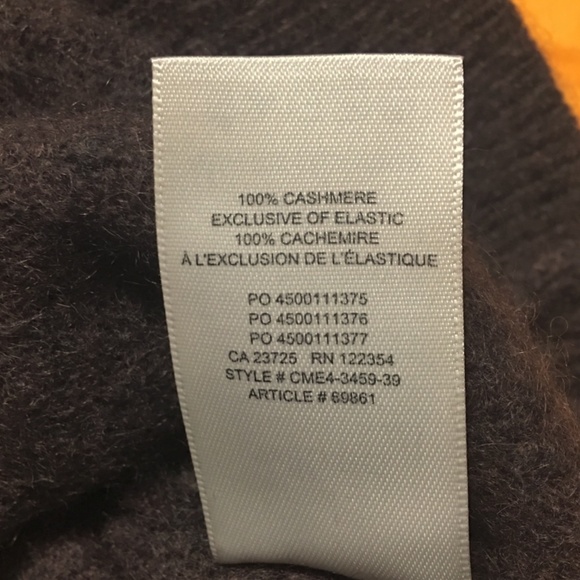 100% CASHMERE
EXCLUSIVE OF ELASTIC
100% CACHEMIRE
À L'EXCLUSION DE L'ÉLASTIQUE
PO 4500111375
PO 4500111376
PO 4500111377
CA 23725 RN 122354
STYLE # CME4-3459-39
ARTICLE # 89861